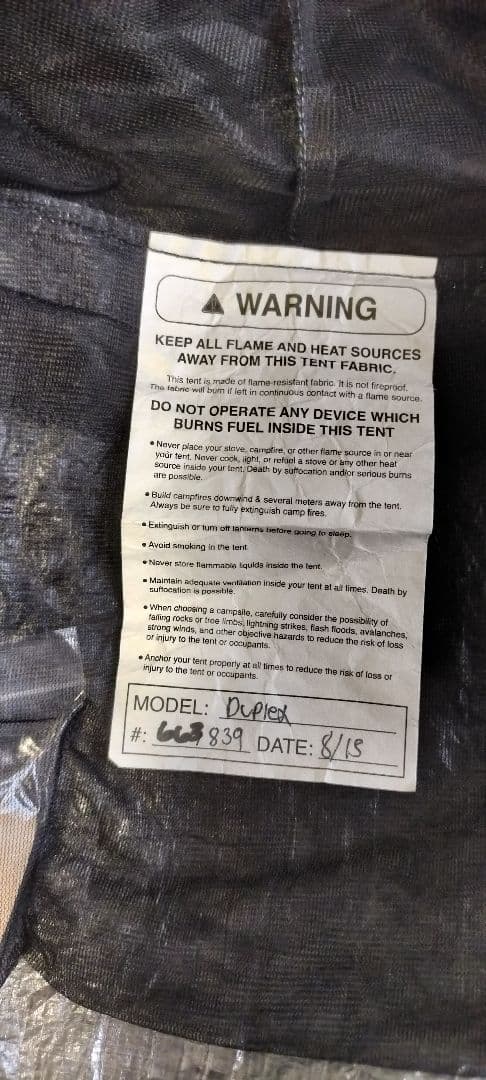 WARNING
KEEP ALL FLAME AND HEAT SOURCES
AWAY FROM THIS TENT FABRIC.
This tent is made of flame-resistant fabric. It is not fireproof.
The fabric will burn if left in continuous contact with a flame source.
DO NOT OPERATE ANY DEVICE WHICH
BURNS FUEL INSIDE THIS TENT
• Never place your stove, campfire, or other flame source in or near
your tent. Never cook, light, or refuel a stove or any other heat
source inside your tent. Death by suffocation and/or serious burns
are possible.
• Build campfires downwind & several meters away from the tent.
Always be sure to fully extinguish camp fires.
• Extinguish or turn off lanterns before going to sleep.
• Avoid smoking in the tent.
• Never store flammable liquids inside the tent.
• Maintain adequate ventilation inside your tent at all times. Death by
suffocation is possible.
• When choosing a campsite, carefully consider the possibility of
falling rocks or tree limbs, lightning strikes, flash floods, avalanches,
strong winds, and other objective hazards to reduce the risk of loss
or injury to the tent or occupants.
• Anchor your tent properly at all times to reduce the risk of loss or
injury to the tent or occupants.
MODEL: Duplex
#: 663839 DATE: 8/15